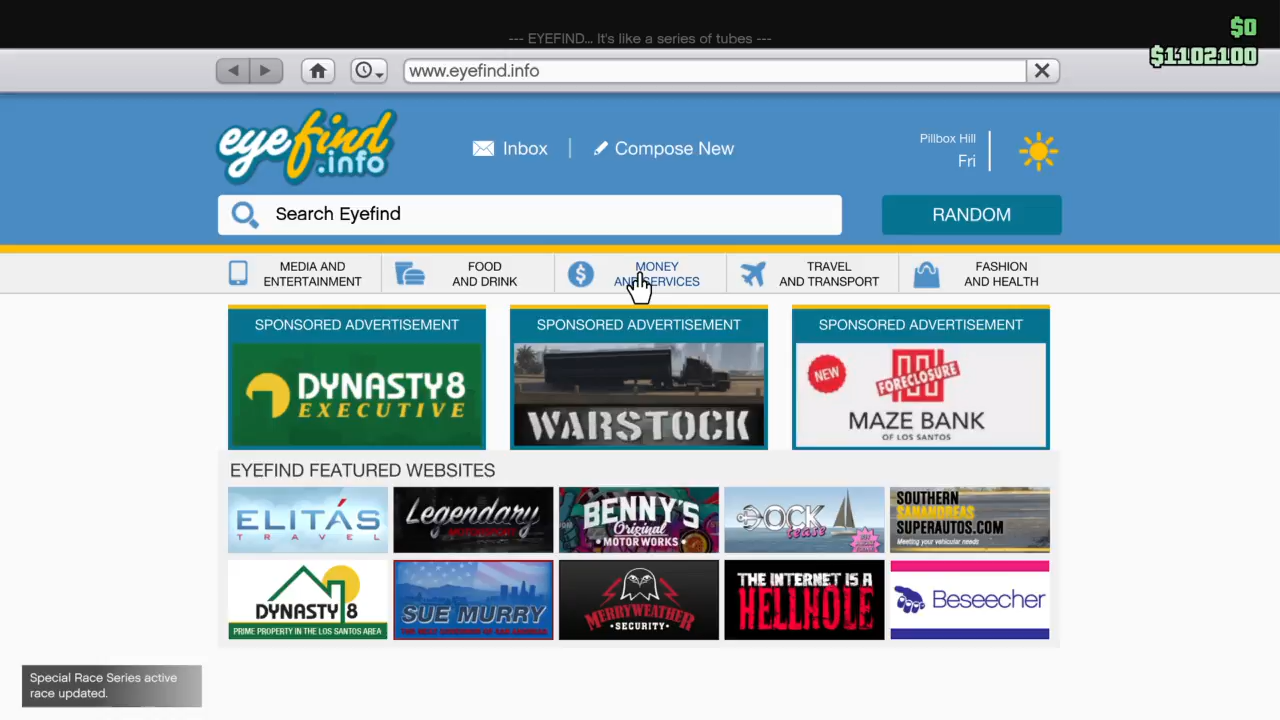 --- EYEFIND... It's like a series of tubes ---
$0
$1102100
www.eyefind.info
eyefind
.info
Inbox
Compose New
Pillbox Hill
Fri
Search Eyefind
RANDOM
MEDIA AND
ENTERTAINMENT
FOOD
AND DRINK
MONEY
AND SERVICES
TRAVEL
AND TRANSPORT
FASHION
AND HEALTH
SPONSORED ADVERTISEMENT
DYNASTY 8
EXECUTIVE
SPONSORED ADVERTISEMENT
WARSTOCK
SPONSORED ADVERTISEMENT
NEW
FORECLOSURE
MAZE BANK
OF LOS SANTOS
EYEFIND FEATURED WEBSITES
ELITÁS
TRAVEL
Legendary
MOTORSPORT
BENNY'S
Original
MOTOR WORKS
DOCK
tease
SOUTHERN
SANANDREAS
SUPERAUTOS.COM
Meeting your vehicular needs
DYNASTY 8
PRIME PROPERTY IN THE LOS SANTOS AREA
SUE MURRY
MERRYWEATHER
SECURITY
THE INTERNET IS A
HELLHOLE
Beseecher
Special Race Series active
race updated.